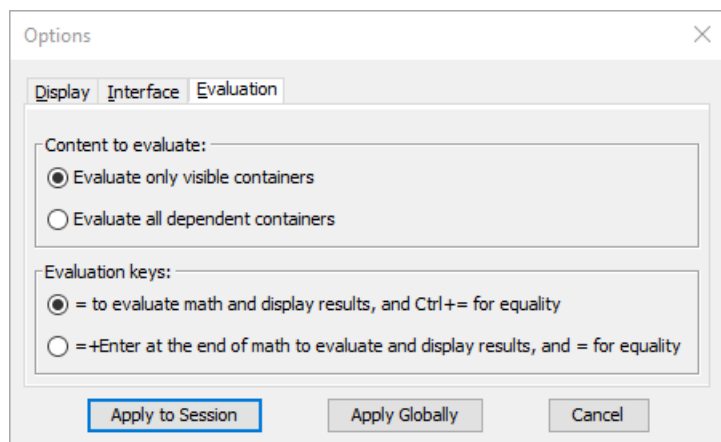 Options
Display Interface Evaluation
Content to evaluate:
Evaluate only visible containers
Evaluate all dependent containers
Evaluation keys:
= to evaluate math and display results, and Ctrl+= for equality
=+Enter at the end of math to evaluate and display results, and = for equality
Apply to Session Apply Globally Cancel